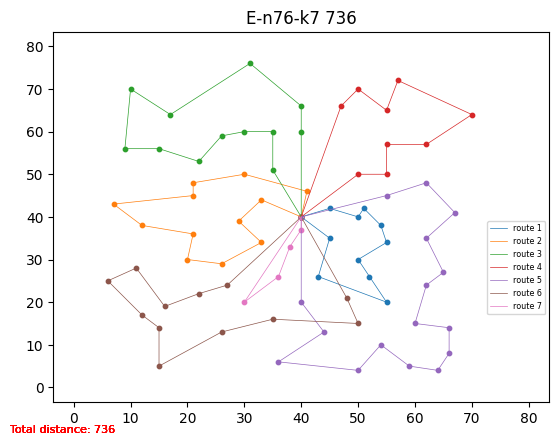 E-n76-k7 736
80
70
60
50
40
30
20
10
0
0 10 20 30 40 50 60 70 80
route 1
route 2
route 3
route 4
route 5
route 6
route 7
Total distance: 736